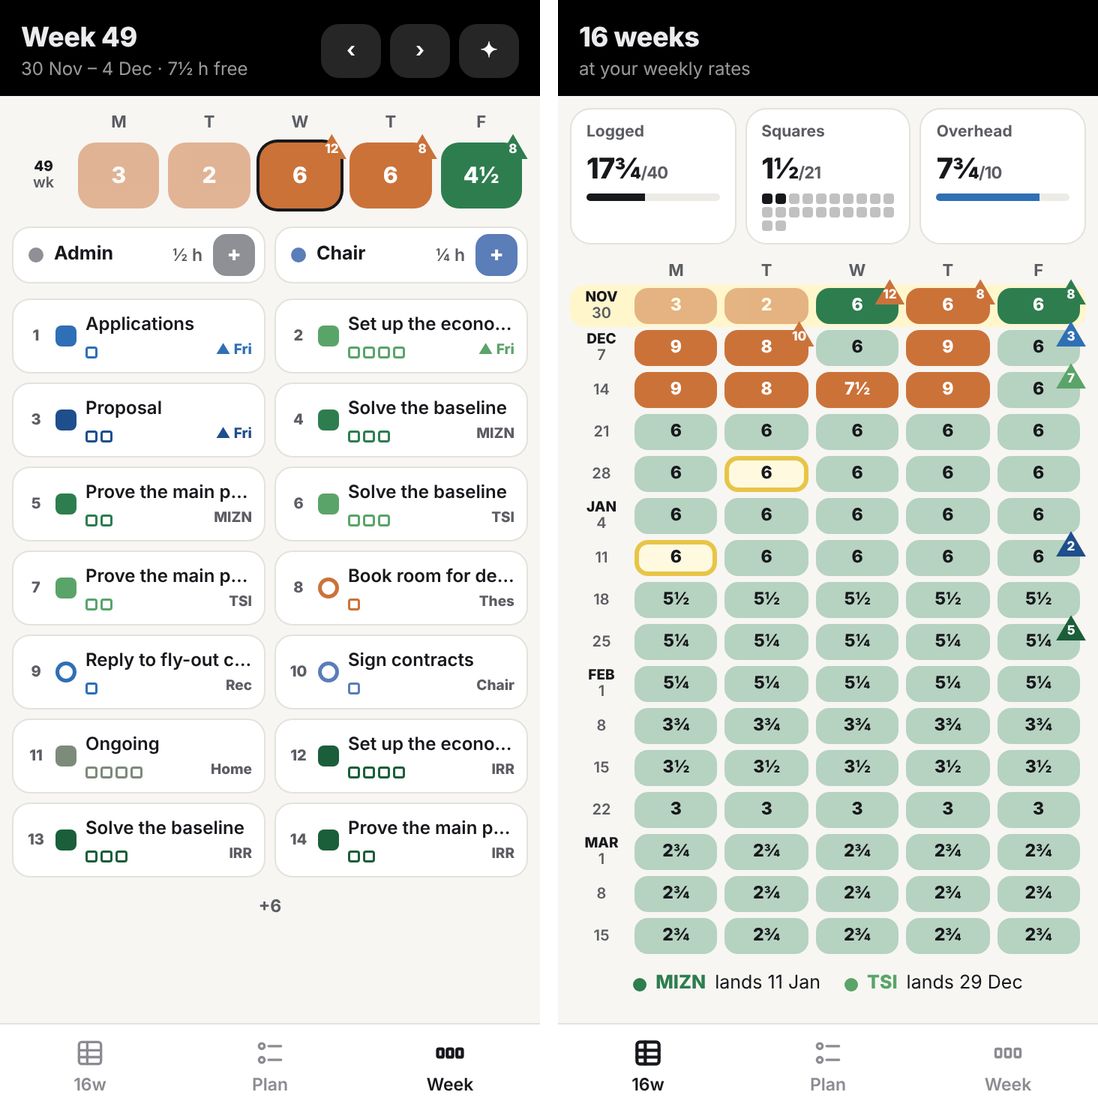 Week 49
30 Nov – 4 Dec · 7½ h free
‹ › ✦
M T W T F
12 8 8
49 wk 3 2 6 6 4½
Admin ½ h +
Chair ¼ h +
1 Applications
▲ Fri
2 Set up the econo...
▲ Fri
3 Proposal
▲ Fri
4 Solve the baseline
MIZN
5 Prove the main p...
MIZN
6 Solve the baseline
TSI
7 Prove the main p...
TSI
8 Book room for de...
Thes
9 Reply to fly-out c...
Rec
10 Sign contracts
Chair
11 Ongoing
Home
12 Set up the econo...
IRR
13 Solve the baseline
IRR
14 Prove the main p...
IRR
+6
16w Plan Week
16 weeks
at your weekly rates
Logged
17¾/40
Squares
1½/21
Overhead
7¾/10
M T W T F
NOV 30 3 2 6 12 6 8 6 8
DEC 7 9 8 10 6 9 6 3
14 9 8 7½ 9 6 7
21 6 6 6 6 6
28 6 6 6 6 6
JAN 4 6 6 6 6 6
11 6 6 6 6 6 2
18 5½ 5½ 5½ 5½ 5½
25 5¼ 5¼ 5¼ 5¼ 5¼ 5
FEB 1 5¼ 5¼ 5¼ 5¼ 5¼
8 3¾ 3¾ 3¾ 3¾ 3¾
15 3½ 3½ 3½ 3½ 3½
22 3 3 3 3 3
MAR 1 2¾ 2¾ 2¾ 2¾ 2¾
8 2¾ 2¾ 2¾ 2¾ 2¾
15 2¾ 2¾ 2¾ 2¾ 2¾
MIZN lands 11 Jan TSI lands 29 Dec
16w Plan Week